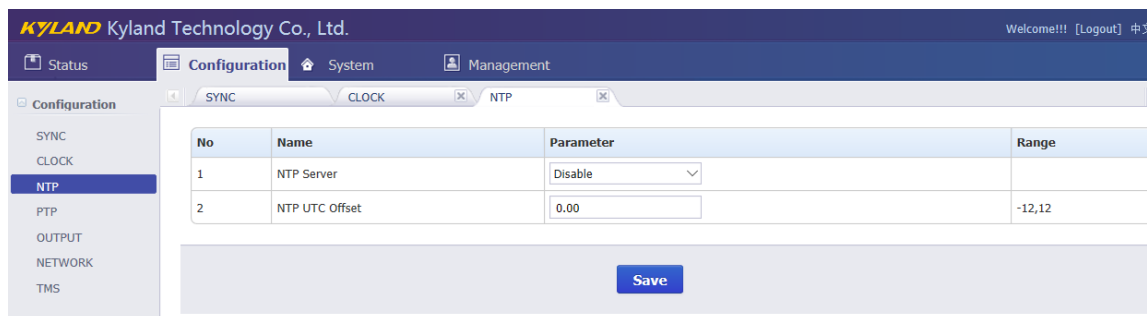 KYLAND Kyland Technology Co., Ltd.
Welcome!!! [Logout] 中文
Status Configuration System Management
Configuration
SYNC CLOCK NTP
SYNC
CLOCK
NTP
PTP
OUTPUT
NETWORK
TMS
No Name Parameter Range
1 NTP Server Disable
2 NTP UTC Offset 0.00 -12,12
Save